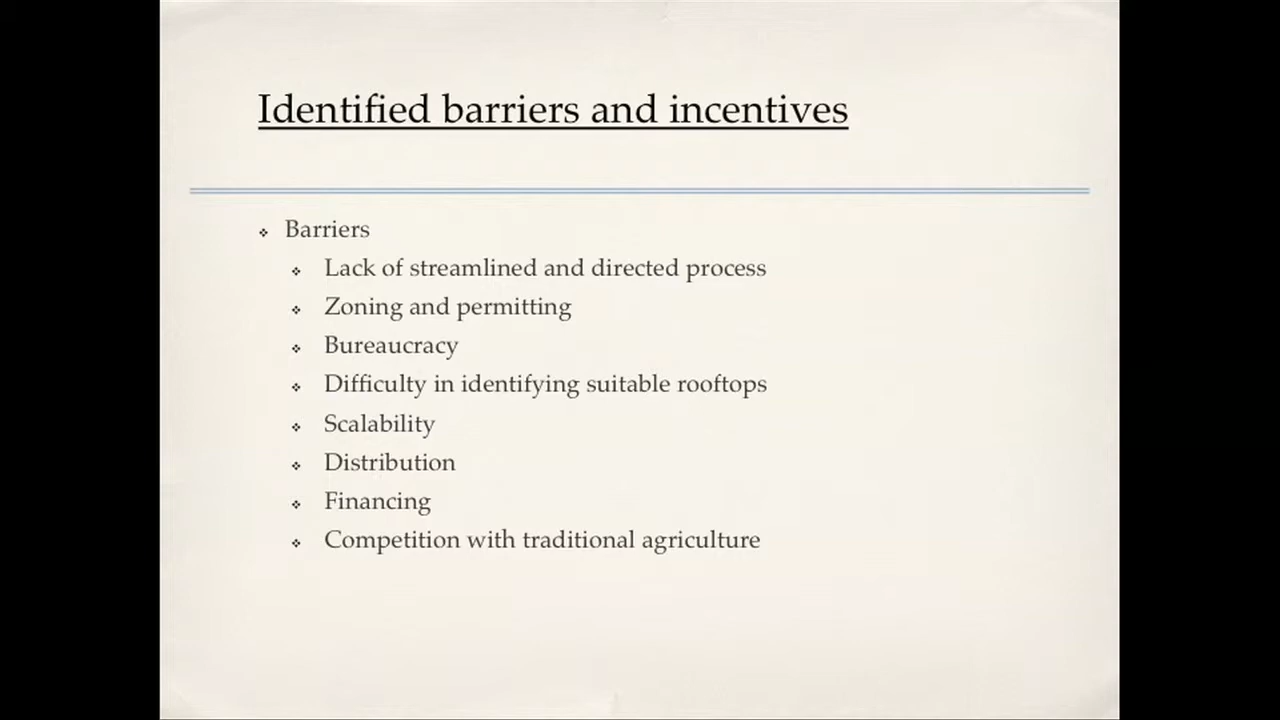 Identified barriers and incentives
Barriers
Lack of streamlined and directed process
Zoning and permitting
Bureaucracy
Difficulty in identifying suitable rooftops
Scalability
Distribution
Financing
Competition with traditional agriculture